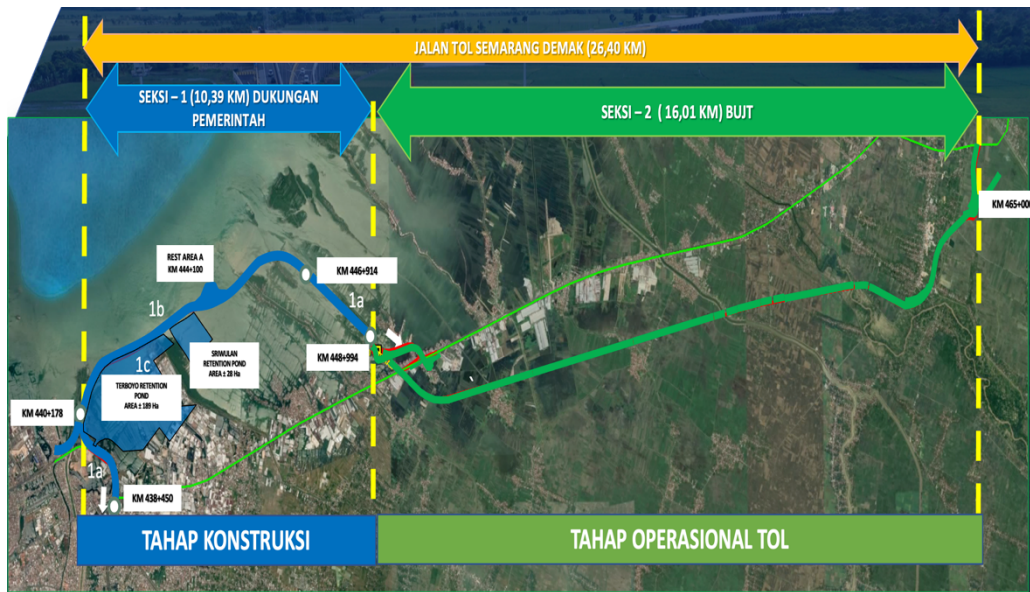 JALAN TOL SEMARANG DEMAK (26,40 KM)
SEKSI – 1 (10,39 KM) DUKUNGAN
PEMERINTAH
SEKSI – 2 ( 16,01 KM) BUJT
KM 465+000
REST AREA A
KM 444+100
KM 446+914
1b
1a
SRIWULAN
RETENTION POND
AREA ± 28 Ha
KM 448+994
1c
TERBOYO RETENTION
POND
AREA ± 189 Ha
KM 440+178
1a
KM 438+450
TAHAP KONSTRUKSI
TAHAP OPERASIONAL TOL